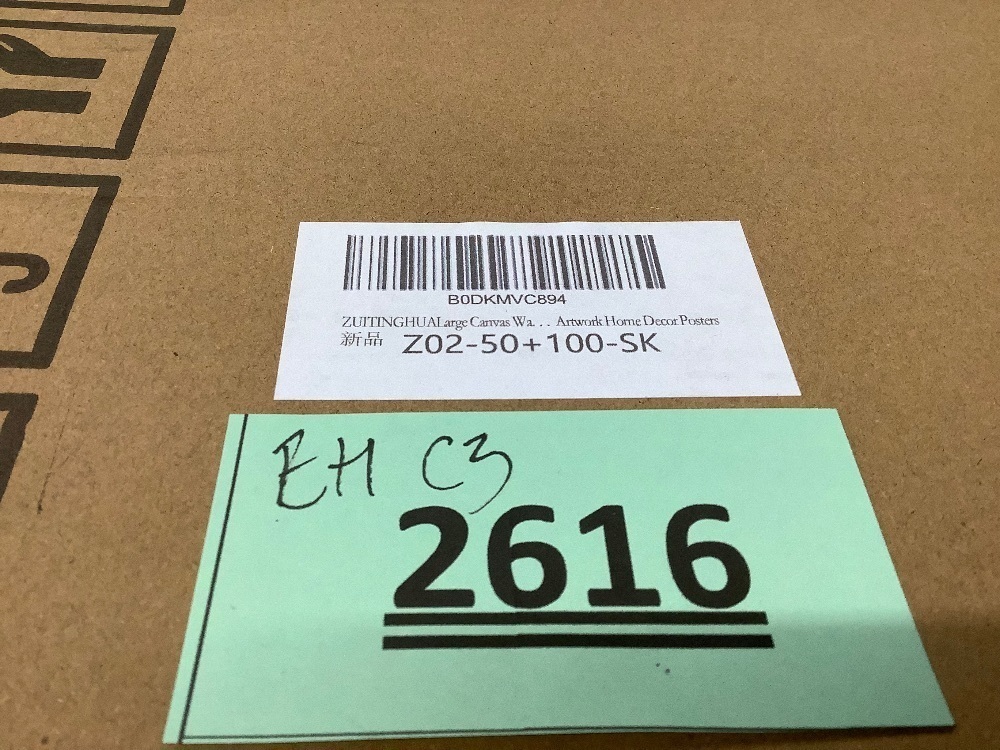 B0DKMVC894
ZUITINGHUALarge Canvas Wa... Artwork Home Decor Posters
新品 Z02-50+100-SK
EH C3
2616